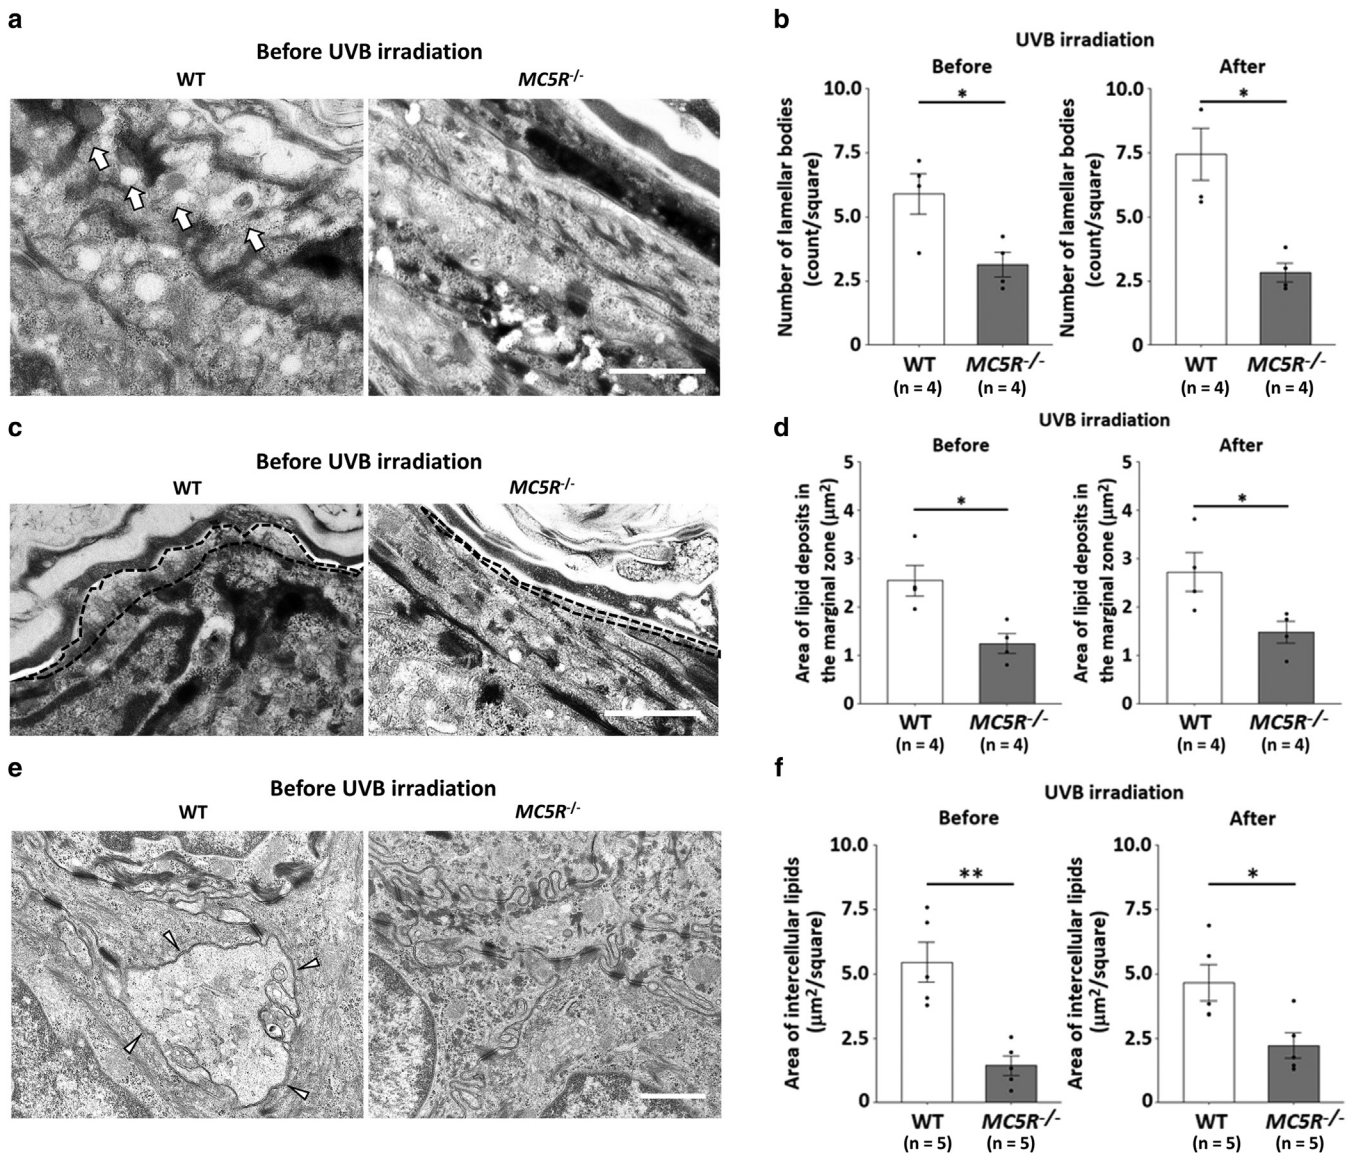 a
Before UVB irradiation
WT
MC5R-/-
b
UVB irradiation
Before
After
Number of lamellar bodies
(count/square)
10.0
7.5
5.0
2.5
0
*
WT
(n = 4)
MC5R-/-
(n = 4)
Number of lamellar bodies
(count/square)
10.0
7.5
5.0
2.5
0
*
WT
(n = 4)
MC5R-/-
(n = 4)
c
Before UVB irradiation
WT
MC5R-/-
d
UVB irradiation
Before
After
Area of lipid deposits in
the marginal zone (μm2)
5
4
3
2
1
0
*
WT
(n = 4)
MC5R-/-
(n = 4)
Area of lipid deposits in
the marginal zone (μm2)
5
4
3
2
1
0
*
WT
(n = 4)
MC5R-/-
(n = 4)
e
Before UVB irradiation
WT
MC5R-/-
f
UVB irradiation
Before
After
Area of intercellular lipids
(μm2/square)
10.0
7.5
5.0
2.5
0
**
WT
(n = 5)
MC5R-/-
(n = 5)
Area of intercellular lipids
(μm2/square)
10.0
7.5
5.0
2.5
0
*
WT
(n = 5)
MC5R-/-
(n = 5)